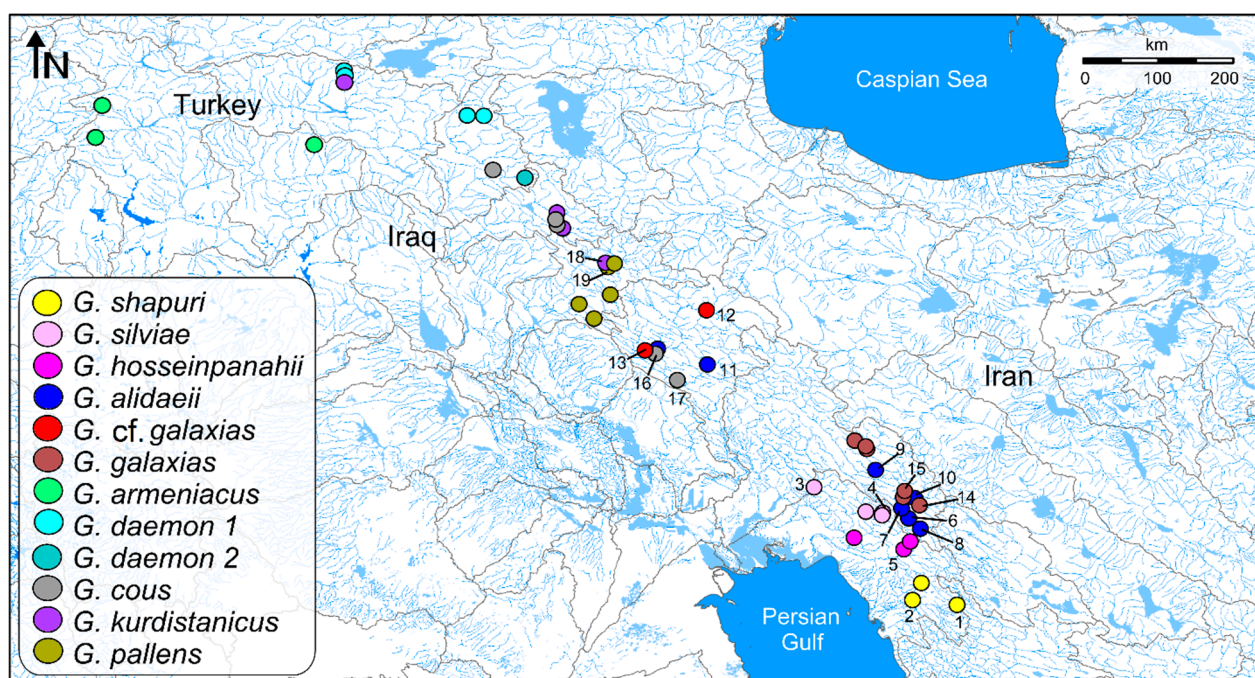 N
Turkey
Caspian Sea
km
0 100 200
Iraq
Iran
Persian
Gulf
G. shapuri
G. silviae
G. hosseinpanahii
G. alidaeii
G. cf. galaxias
G. galaxias
G. armeniacus
G. daemon 1
G. daemon 2
G. cous
G. kurdistanicus
G. pallens
18
19
12
13
16
11
17
9
15
10
3
4
14
6
7
8
5
2
1